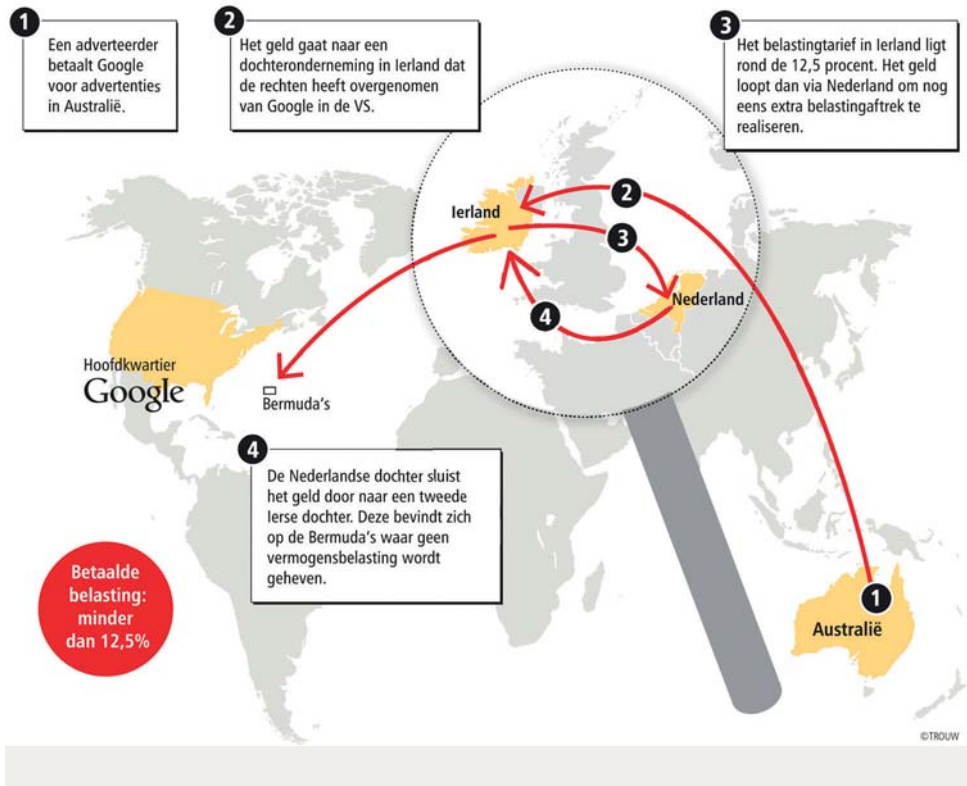 1
Een adverteerder
betaalt Google
voor advertenties
in Australië.
2
Het geld gaat naar een
dochteronderneming in Ierland dat
de rechten heeft overgenomen
van Google in de VS.
3
Het belastingtarief in Ierland ligt
rond de 12,5 procent. Het geld
loopt dan via Nederland om nog
eens extra belastingaftrek te
realiseren.
Ierland
2
3
Nederland
4
Hoofdkwartier
Google
Bermuda's
4
De Nederlandse dochter sluist
het geld door naar een tweede
Ierse dochter. Deze bevindt zich
op de Bermuda's waar geen
vermogensbelasting wordt
geheven.
Betaalde
belasting:
minder
dan 12,5%
1
Australië
©TROUW